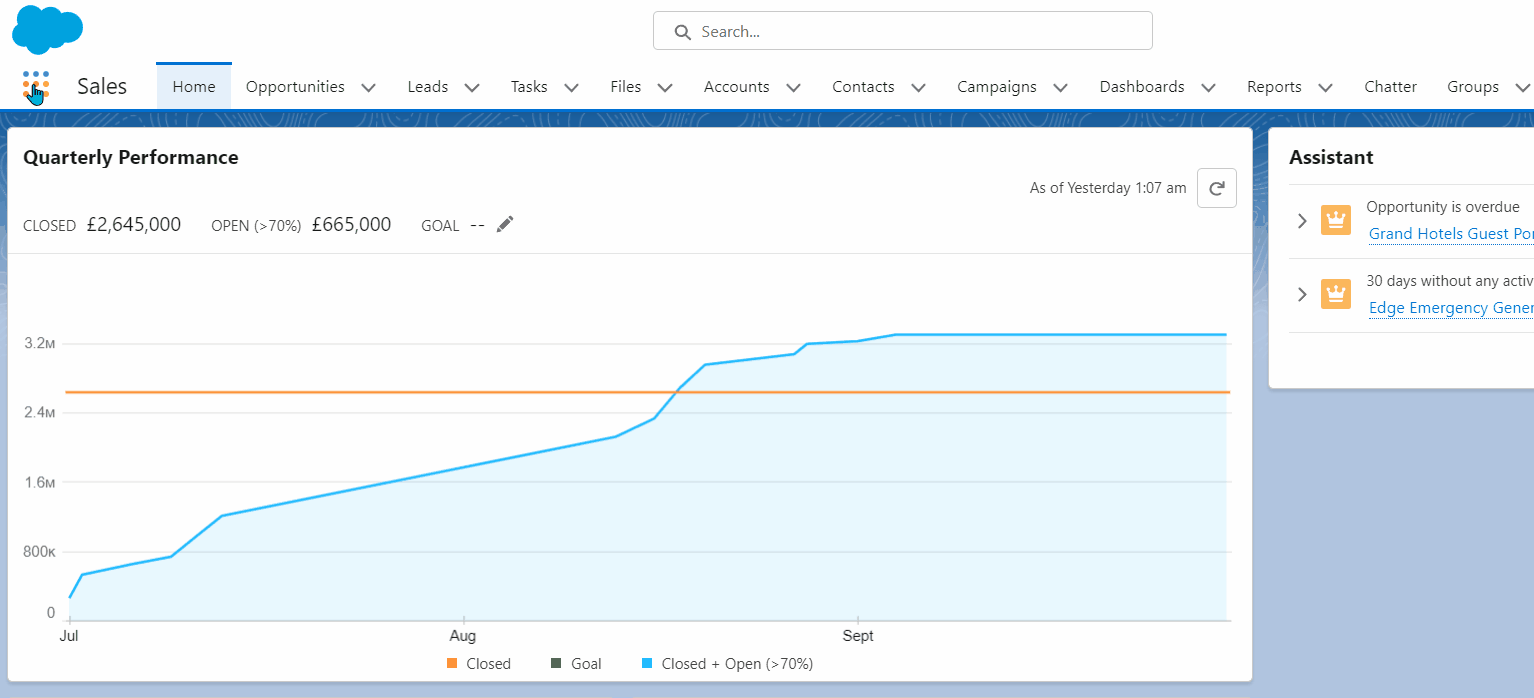 Search...
Sales Home Opportunities Leads Tasks Files Accounts Contacts Campaigns Dashboards Reports Chatter Groups
Quarterly Performance
As of Yesterday 1:07 am
CLOSED £2,645,000 OPEN (>70%) £665,000 GOAL --
3.2M
2.4M
1.6M
800K
0
Jul Aug Sept
Closed Goal Closed + Open (>70%)
Assistant
Opportunity is overdue
Grand Hotels Guest Por
30 days without any activ
Edge Emergency Gener